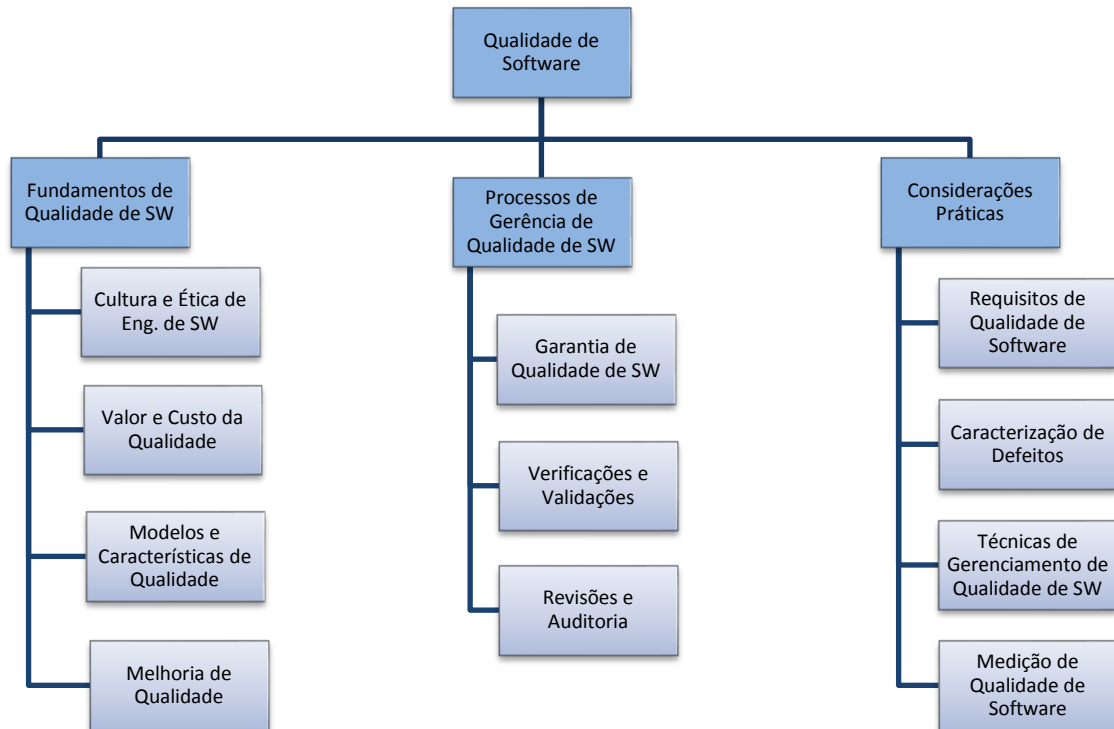 Qualidade de
Software
Fundamentos de
Qualidade de SW
Cultura e Ética de
Eng. de SW
Valor e Custo da
Qualidade
Modelos e
Características de
Qualidade
Melhoria de
Qualidade
Processos de
Gerência de
Qualidade de SW
Garantia de
Qualidade de SW
Verificações e
Validações
Revisões e
Auditoria
Considerações
Práticas
Requisitos de
Qualidade de
Software
Caracterização de
Defeitos
Técnicas de
Gerenciamento de
Qualidade de SW
Medição de
Qualidade de
Software